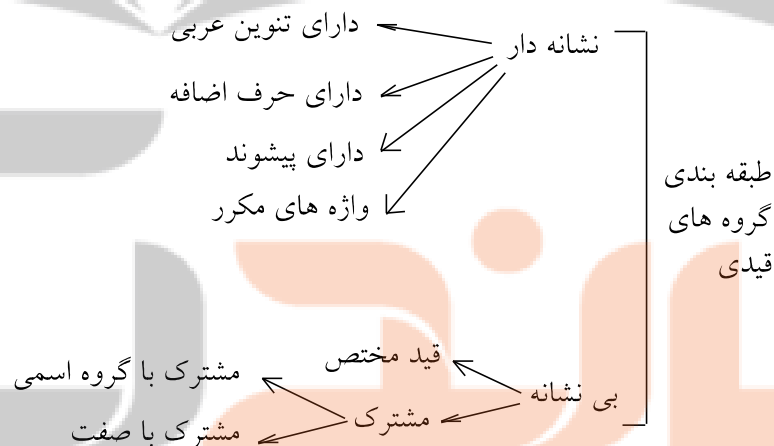 طبقه بندی
گروه های
قیدی
نشانه دار
دارای تنوین عربی
دارای حرف اضافه
دارای پیشوند
واژه های مکرر
بی نشانه
قید مختص
مشترک
مشترک با گروه اسمی
مشترک با صفت